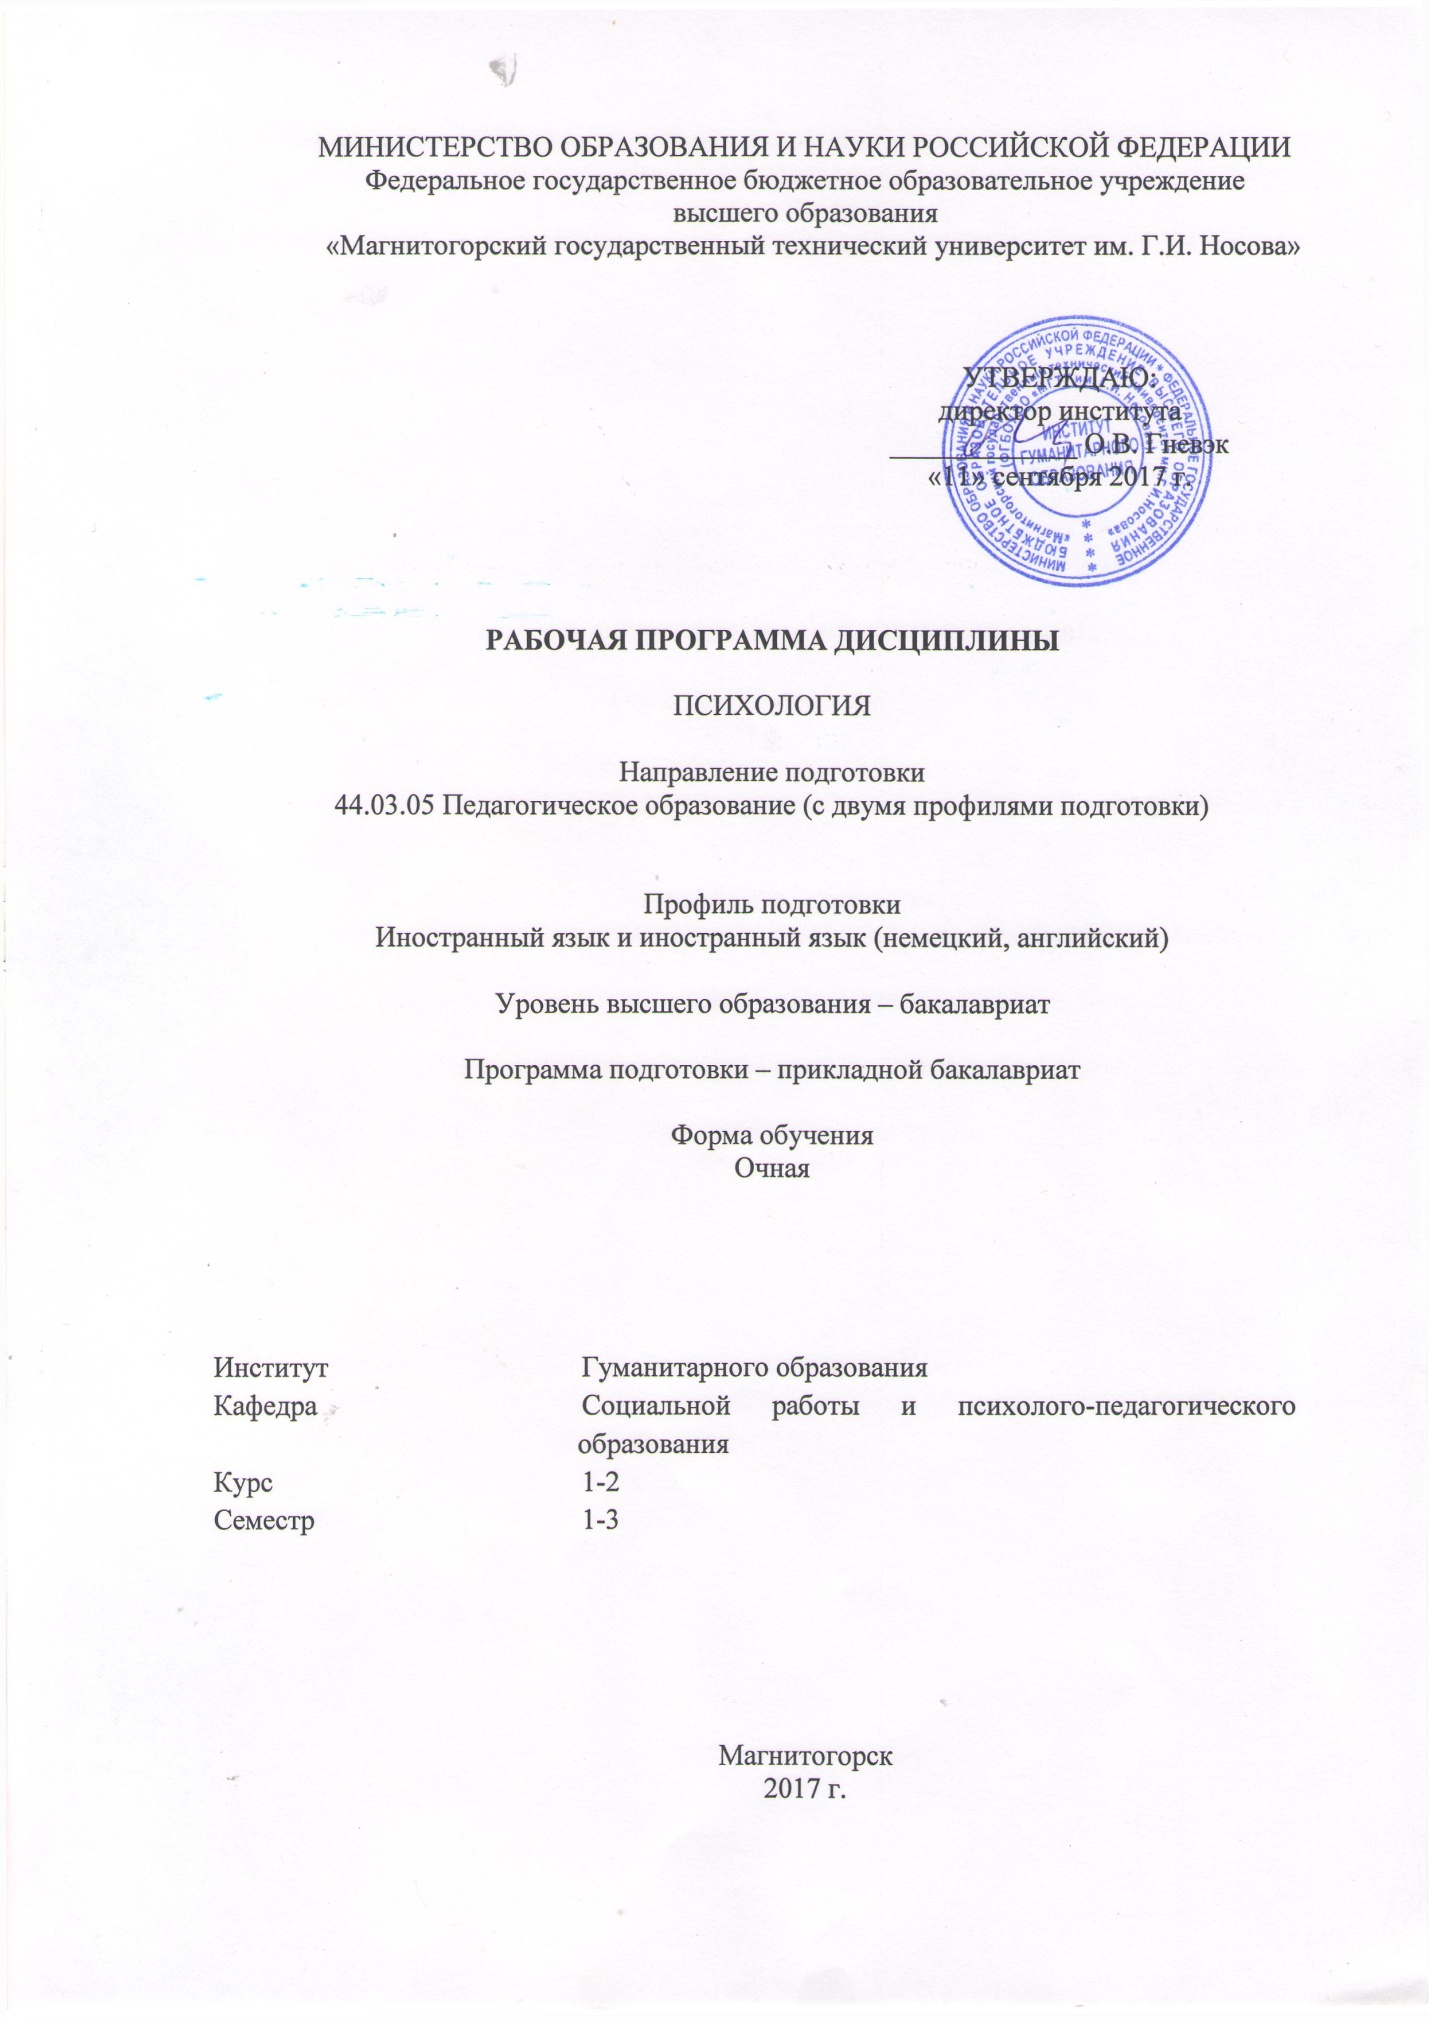 МИНИСТЕРСТВО ОБРАЗОВАНИЯ И НАУКИ РОССИЙСКОЙ ФЕДЕРАЦИИ
Федеральное государственное бюджетное образовательное учреждение
высшего образования
«Магнитогорский государственный технический университет им. Г.И. Носова»
УТВЕРЖДАЮ:
директор института
О.В. Гневэк
«11» сентября 2017 г.
ИНСТИТУТ
ГУМАНИТАРНОГО
ОБРАЗОВАНИЯ
РАБОЧАЯ ПРОГРАММА ДИСЦИПЛИНЫ
ПСИХОЛОГИЯ
Направление подготовки
44.03.05 Педагогическое образование (с двумя профилями подготовки)
Профиль подготовки
Иностранный язык и иностранный язык (немецкий, английский)
Уровень высшего образования – бакалавриат
Программа подготовки – прикладной бакалавриат
Форма обучения
Очная
Институт Гуманитарного образования
Кафедра Социальной работы и психолого-педагогического
образования
Курс 1-2
Семестр 1-3
Магнитогорск
2017 г.